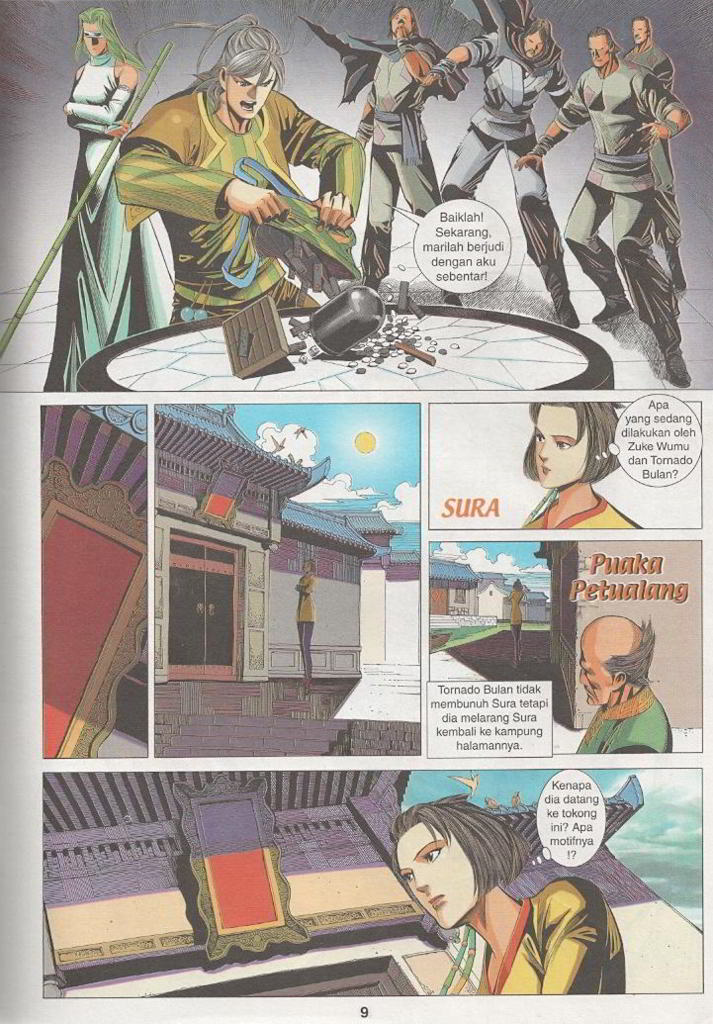 Baiklah!
Sekarang,
marilah berjudi
dengan aku
sebentar!
Apa
yang sedang
dilakukan oleh
Zuke Wumu
dan Tornado
Bulan?
SURA
Puaka
Petualang
Tornado Bulan tidak
membunuh Sura tetapi
dia melarang Sura
kembali ke kampung
halamannya.
Kenapa
dia datang
ke tokong
ini? Apa
motifnya
!?
9